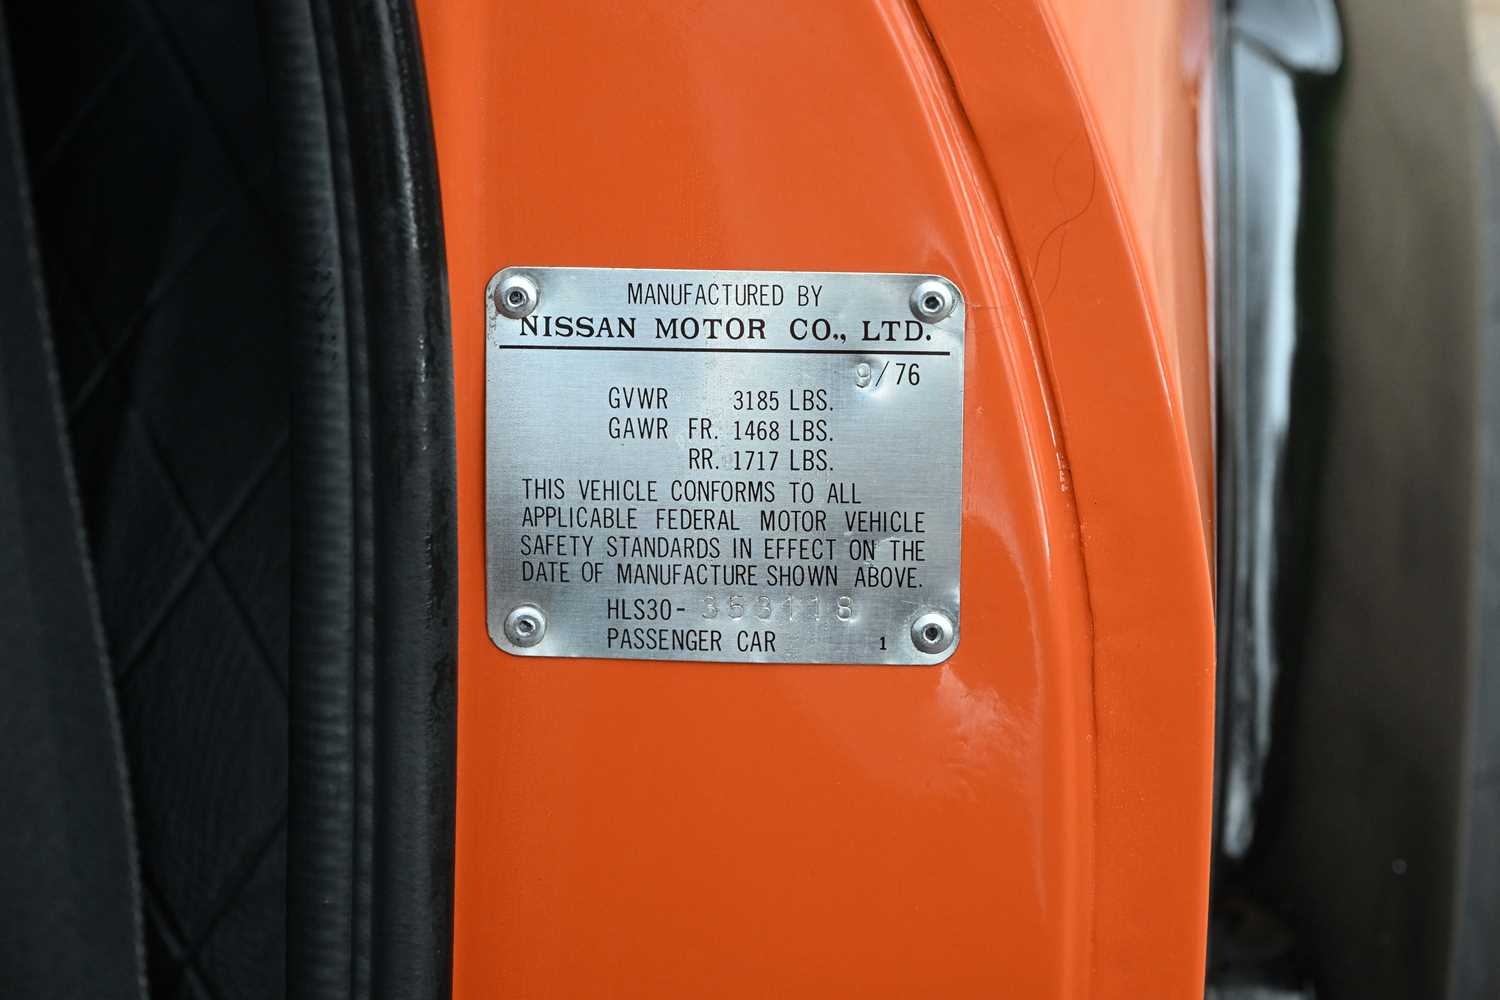 MANUFACTURED BY
NISSAN MOTOR CO., LTD.
9/76
GVWR 3185 LBS.
GAWR FR. 1468 LBS.
RR. 1717 LBS.
THIS VEHICLE CONFORMS TO ALL
APPLICABLE FEDERAL MOTOR VEHICLE
SAFETY STANDARDS IN EFFECT ON THE
DATE OF MANUFACTURE SHOWN ABOVE.
HLS30-353118
PASSENGER CAR 1